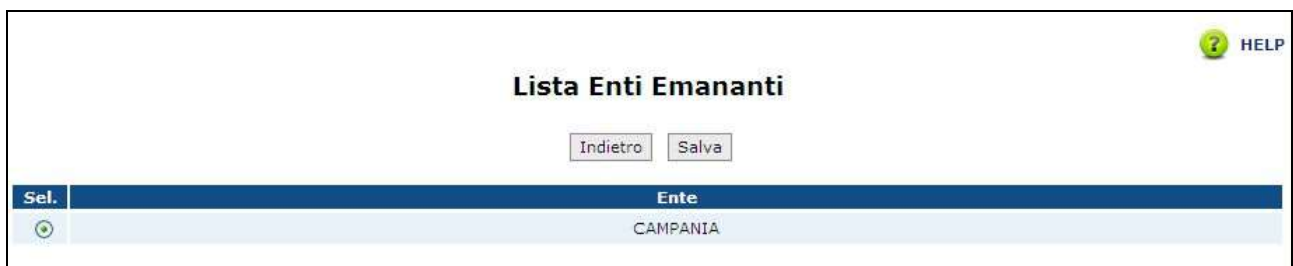 HELP
Lista Enti Emananti
Indietro Salva
Sel. Ente
CAMPANIA